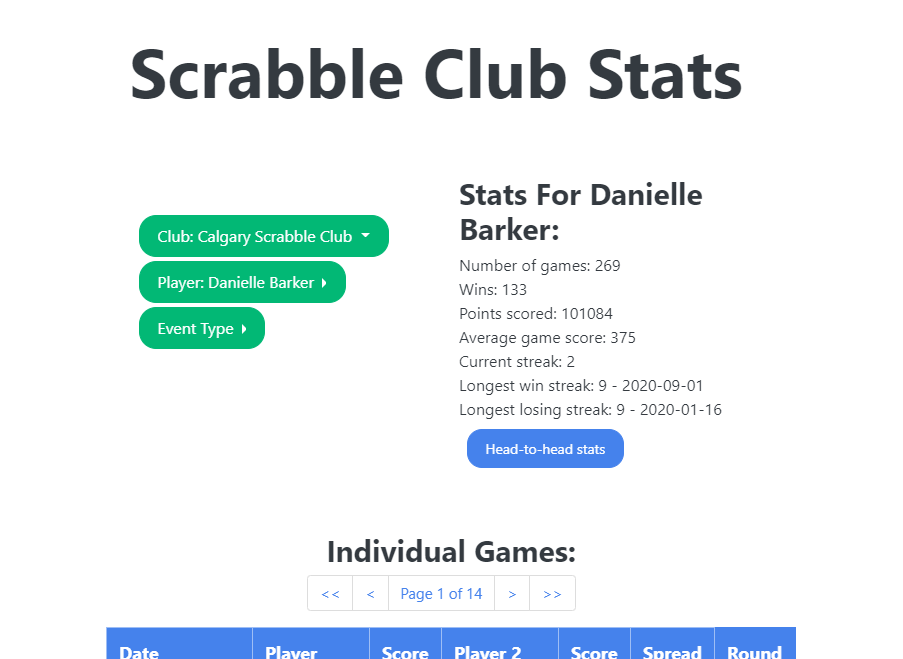 Scrabble Club Stats
Club: Calgary Scrabble Club
Player: Danielle Barker
Event Type
Stats For Danielle
Barker:
Number of games: 269
Wins: 133
Points scored: 101084
Average game score: 375
Current streak: 2
Longest win streak: 9 - 2020-09-01
Longest losing streak: 9 - 2020-01-16
Head-to-head stats
Individual Games:
<< < Page 1 of 14 > >>
Date Player Score Player 2 Score Spread Round